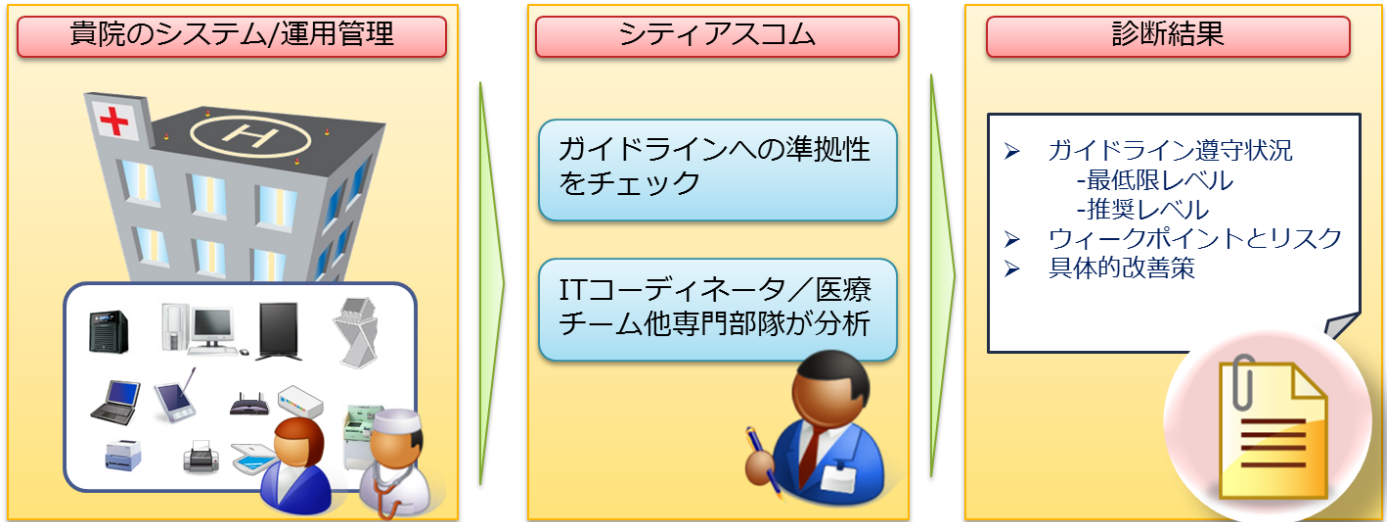 貴院のシステム/運用管理
H
シティアスコム
ガイドラインへの準拠性
をチェック
ITコーディネータ／医療
チーム他専門部隊が分析
診断結果
➢ ガイドライン遵守状況
-最低限レベル
-推奨レベル
➢ ウィークポイントとリスク
➢ 具体的改善策